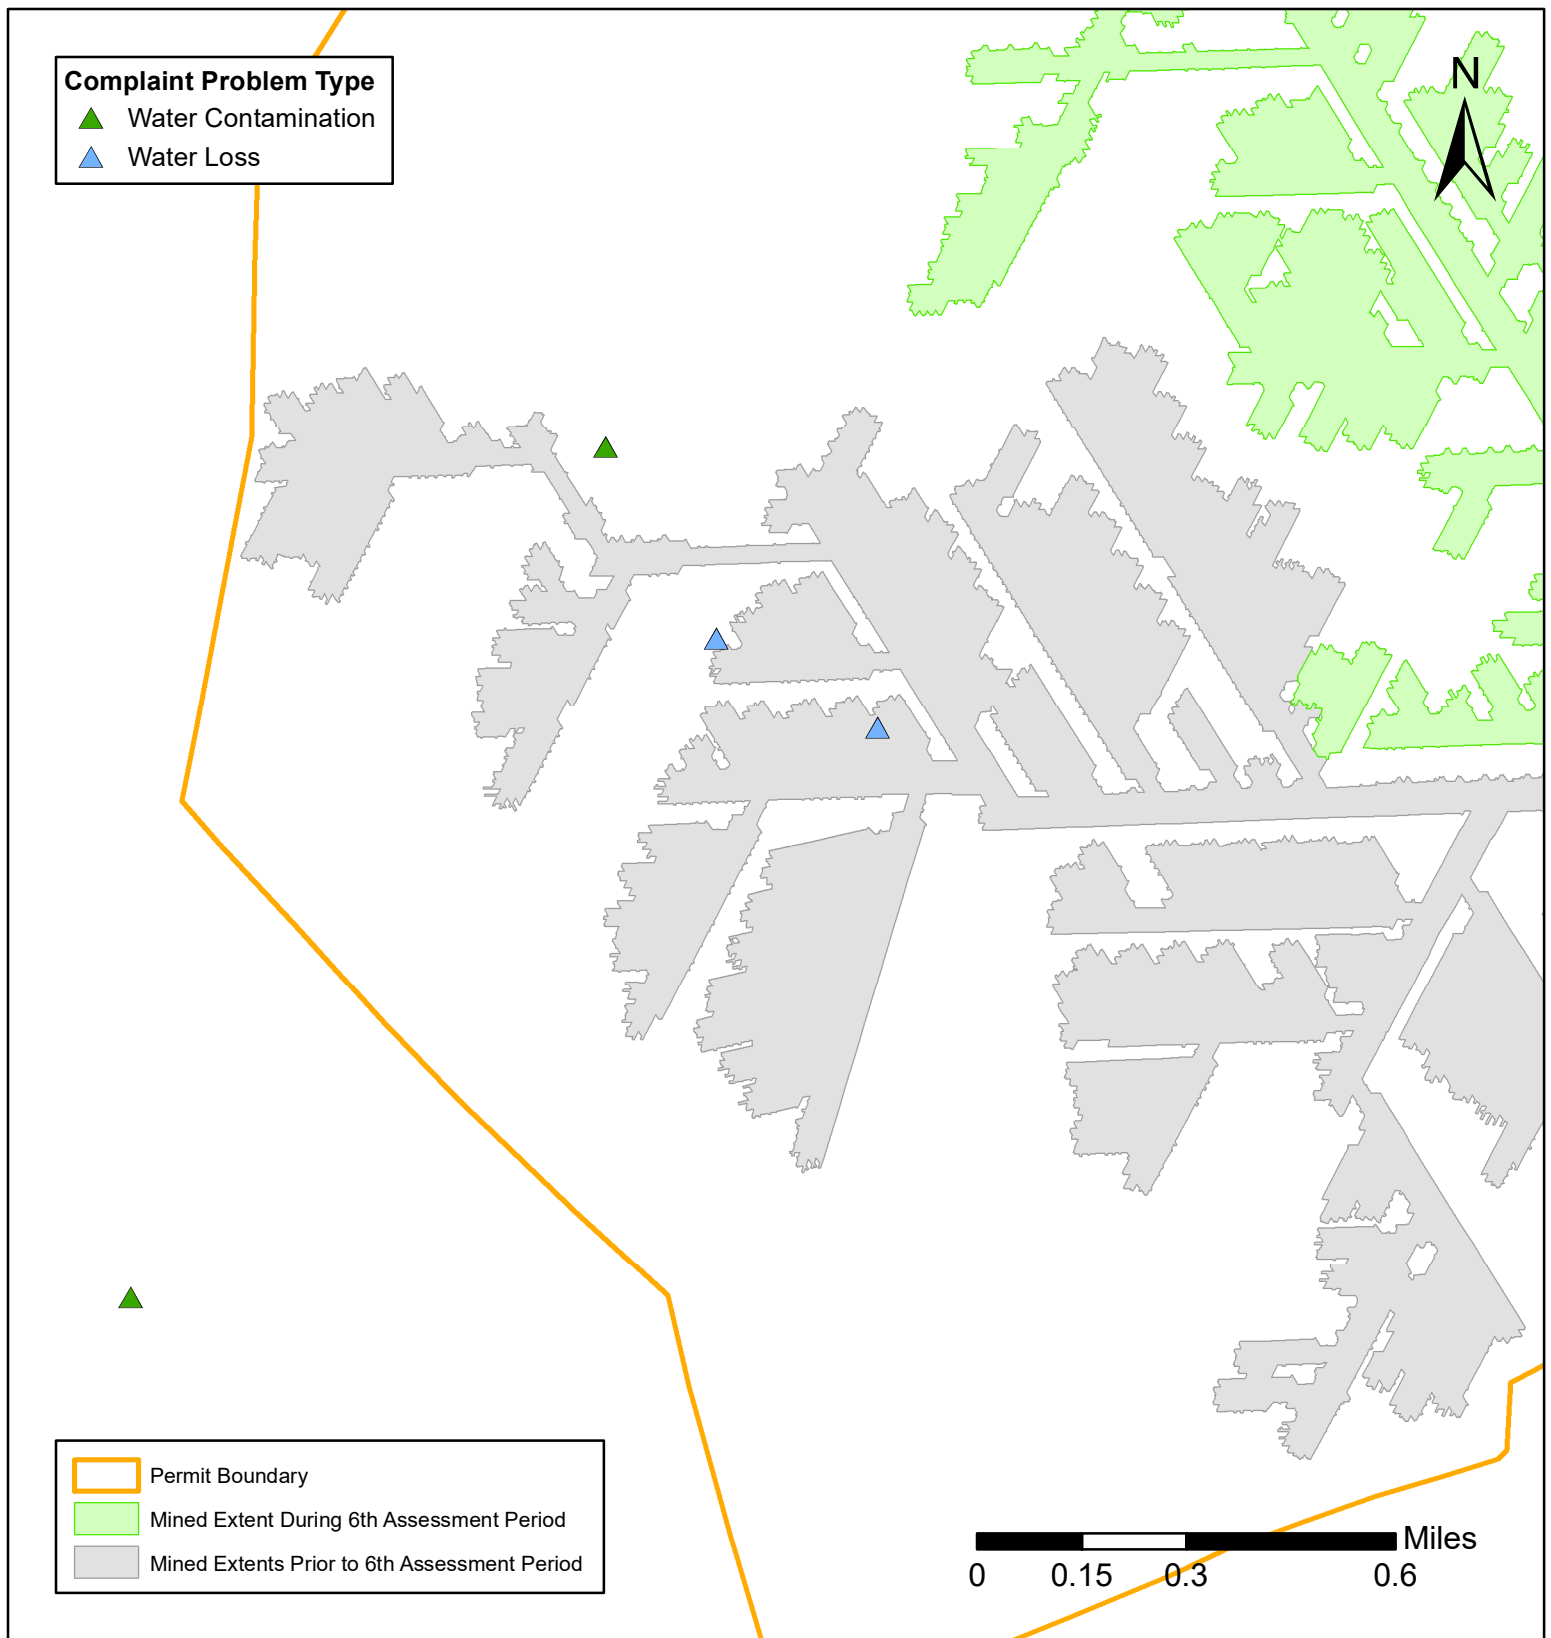 Complaint Problem Type
Water Contamination
Water Loss
N
Permit Boundary
Mined Extent During 6th Assessment Period
Mined Extents Prior to 6th Assessment Period
Miles
0 0.15 0.3 0.6